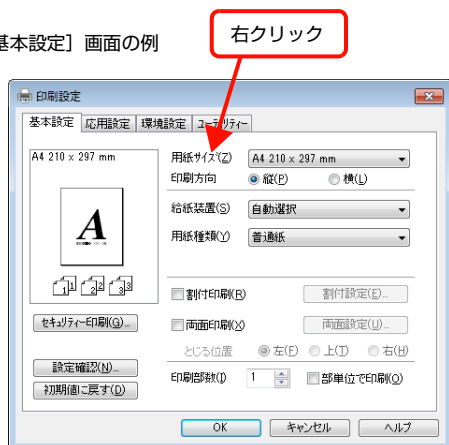 右クリック
基本設定］画面の例
印刷設定
基本設定 応用設定 環境設定 ユーティリティー
A4 210 x 297 mm
用紙サイズ(Z) A4 210 x 297 mm
印刷方向 縦(P) 横(L)
給紙装置(S) 自動選択
用紙種類(Y) 普通紙
A
1 1 2 2 3 3
割付印刷(R) 割付設定(E)...
セキュリティー印刷(G)...
両面印刷(X) 両面設定(U)...
とじる位置 左(F) 上(T) 右(H)
設定確認(N)...
印刷部数(I) 1 部単位で印刷(O)
初期値に戻す(D)
OK キャンセル ヘルプ